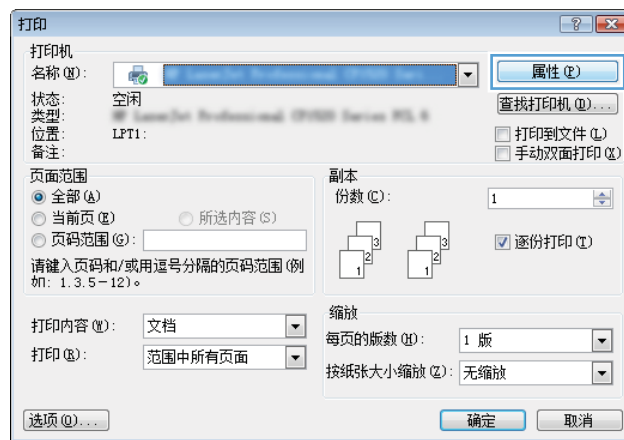 打印
打印机
名称(N):
属性(P)
状态: 空闲
类型:
查找打印机(D)...
位置: LPT1:
打印到文件(L)
备注:
手动双面打印(X)
页面范围
全部(A)
当前页(E) 所选内容(S)
页码范围(G):
请键入页码和/或用逗号分隔的页码范围(例
如: 1.3.5-12)。
副本
份数(C): 1
3
2
1
3
2
1
逐份打印(T)
打印内容(W): 文档
打印(R): 范围中所有页面
缩放
每页的版数(H): 1 版
按纸张大小缩放(Z): 无缩放
选项(O)...
确定
取消